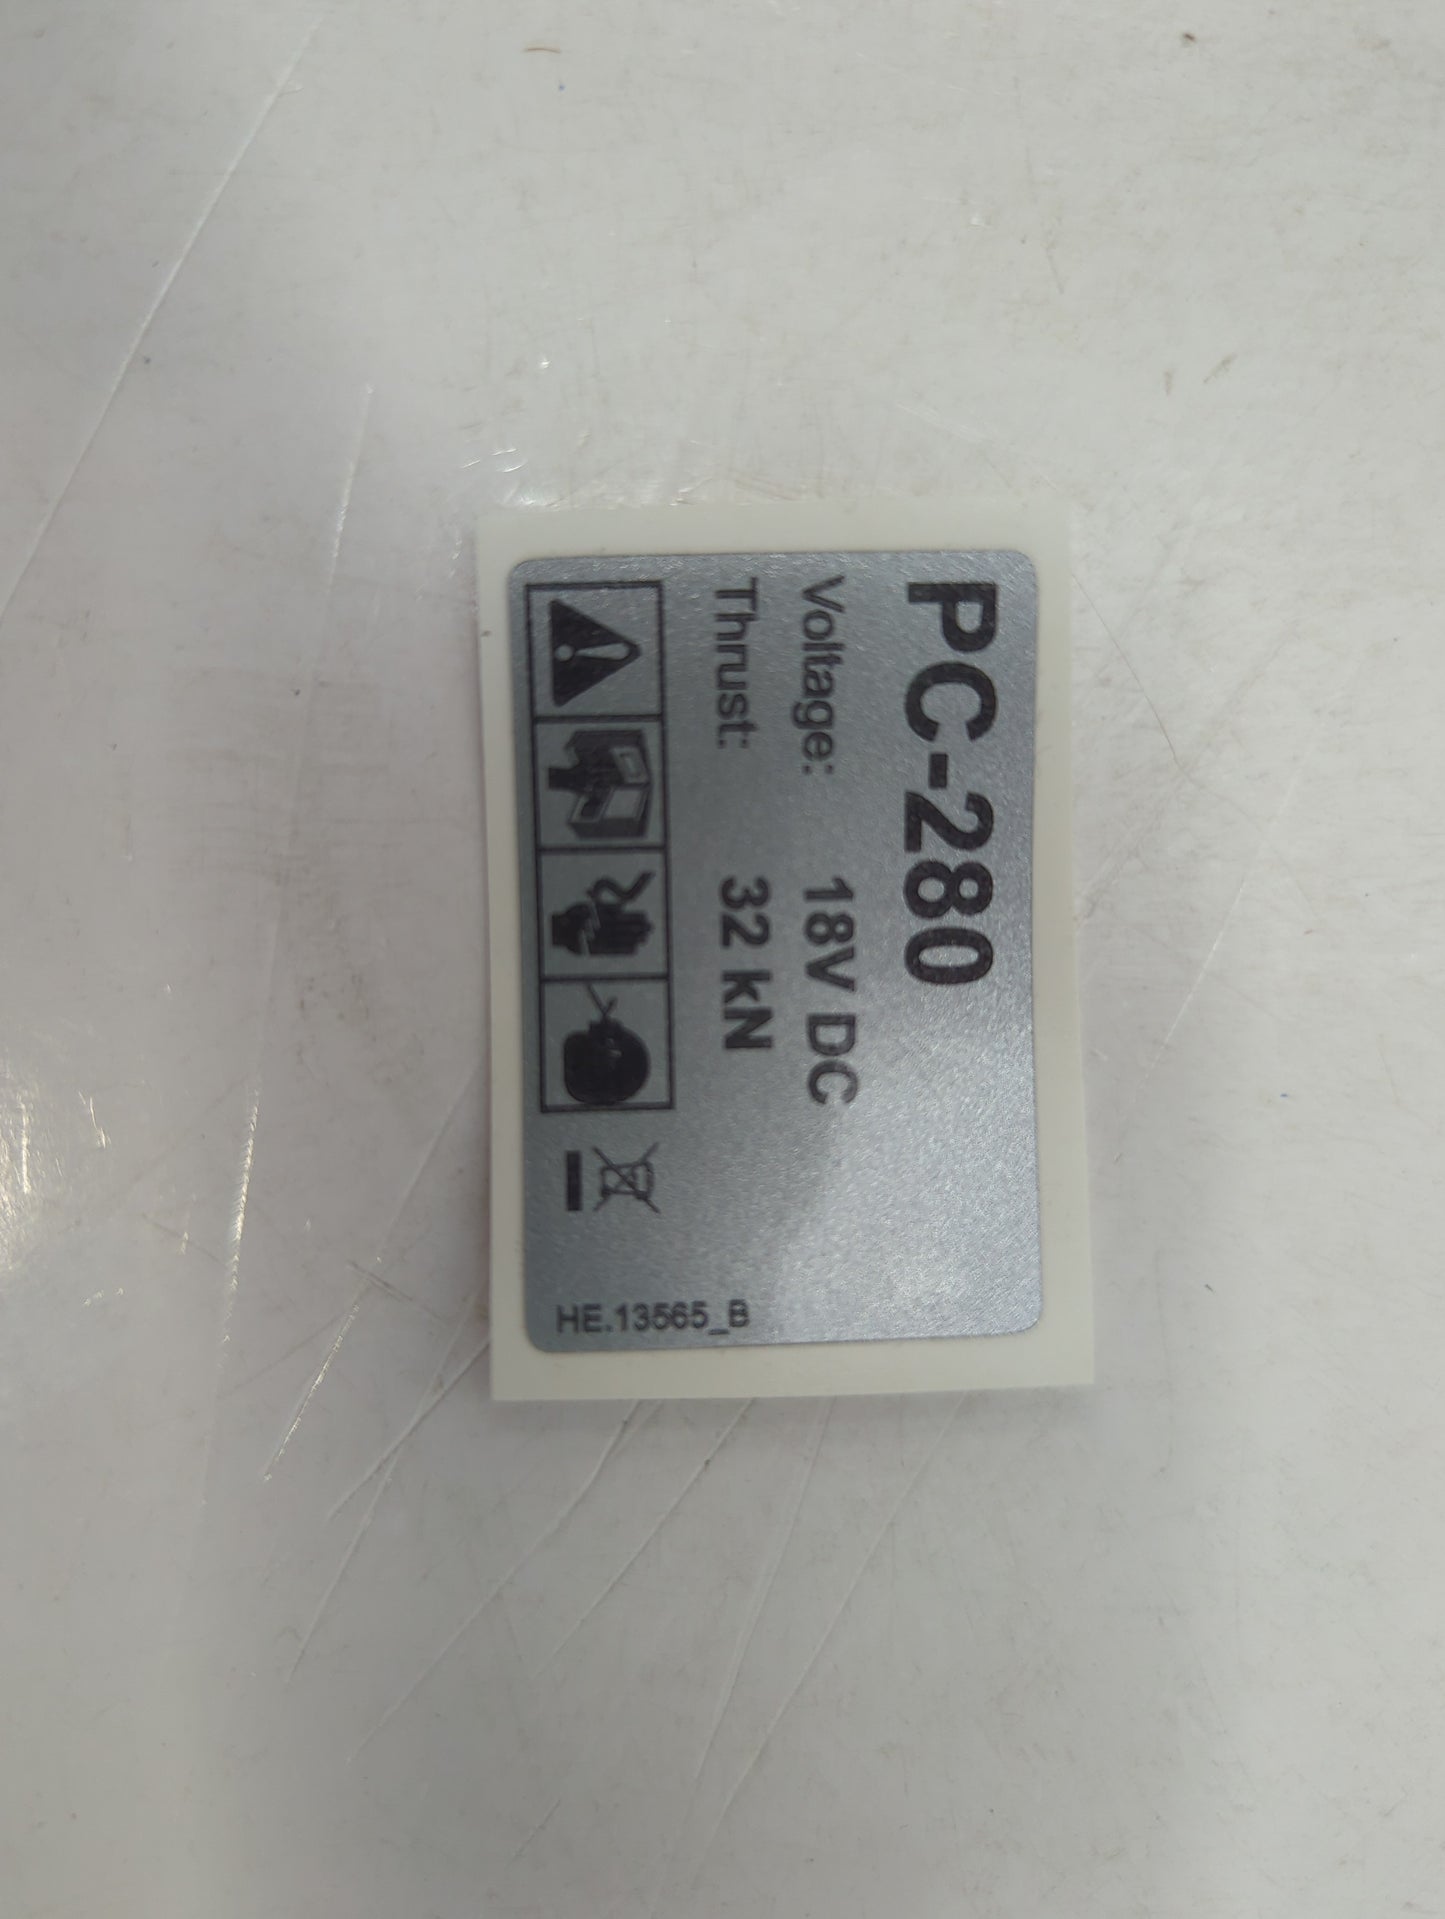 PC-280
Voltage: 18V DC
Thrust: 32 kN
HE.13565_B